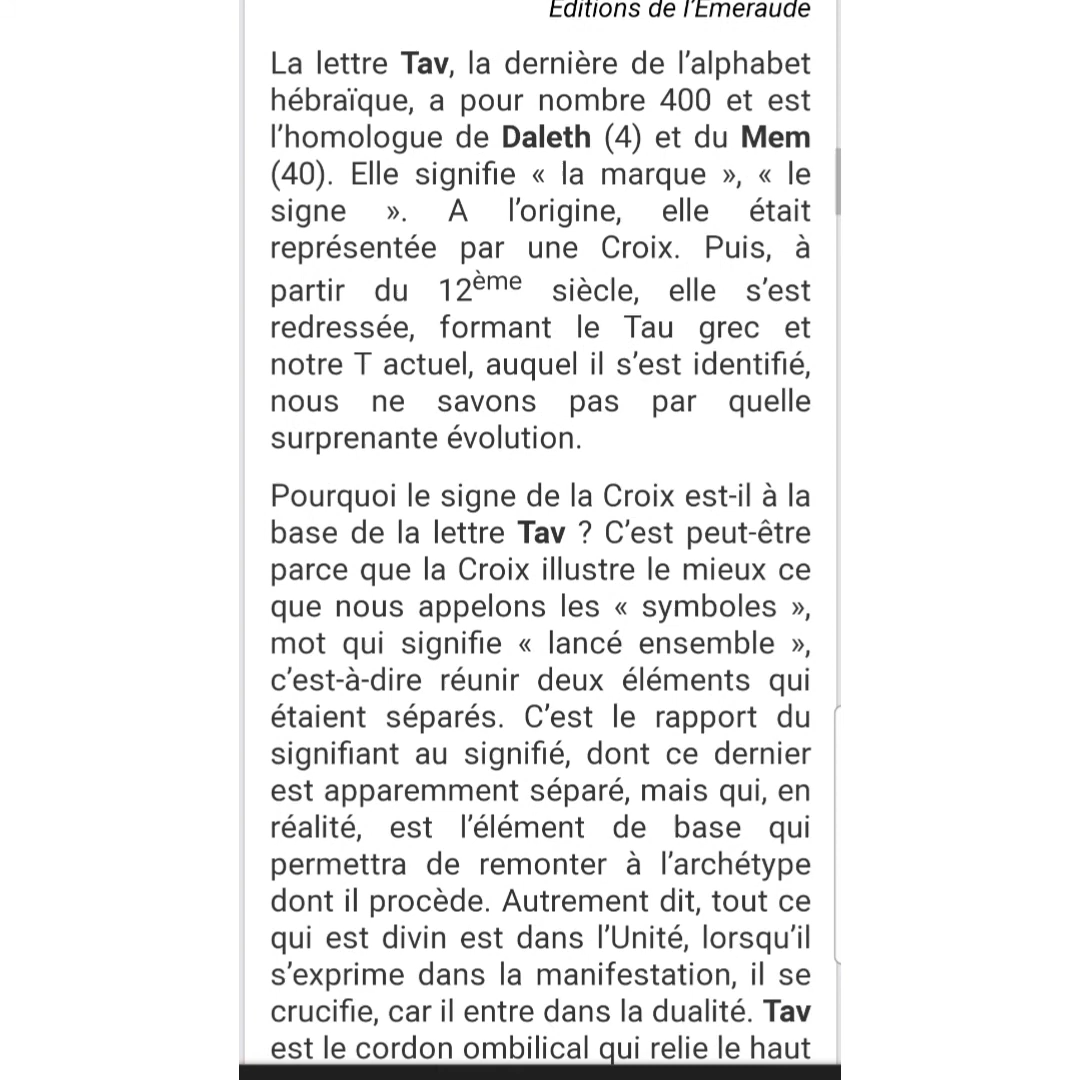 Editions de l'Emeraude
La lettre Tav, la dernière de l’alphabet
hébraïque, a pour nombre 400 et est
l’homologue de Daleth (4) et du Mem
(40). Elle signifie « la marque », « le
signe ». A l’origine, elle était
représentée par une Croix. Puis, à
partir du 12ème siècle, elle s’est
redressée, formant le Tau grec et
notre T actuel, auquel il s’est identifié,
nous ne savons pas par quelle
surprenante évolution.
Pourquoi le signe de la Croix est-il à la
base de la lettre Tav ? C’est peut-être
parce que la Croix illustre le mieux ce
que nous appelons les « symboles »,
mot qui signifie « lancé ensemble »,
c’est-à-dire réunir deux éléments qui
étaient séparés. C’est le rapport du
signifiant au signifié, dont ce dernier
est apparemment séparé, mais qui, en
réalité, est l’élément de base qui
permettra de remonter à l’archétype
dont il procède. Autrement dit, tout ce
qui est divin est dans l’Unité, lorsqu’il
s’exprime dans la manifestation, il se
crucifie, car il entre dans la dualité. Tav
est le cordon ombilical qui relie le haut